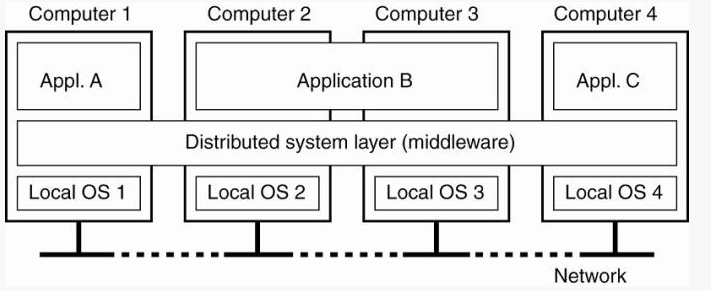 Computer 1
Computer 2
Computer 3
Computer 4
Appl. A
Application B
Appl. C
Distributed system layer (middleware)
Local OS 1
Local OS 2
Local OS 3
Local OS 4
Network